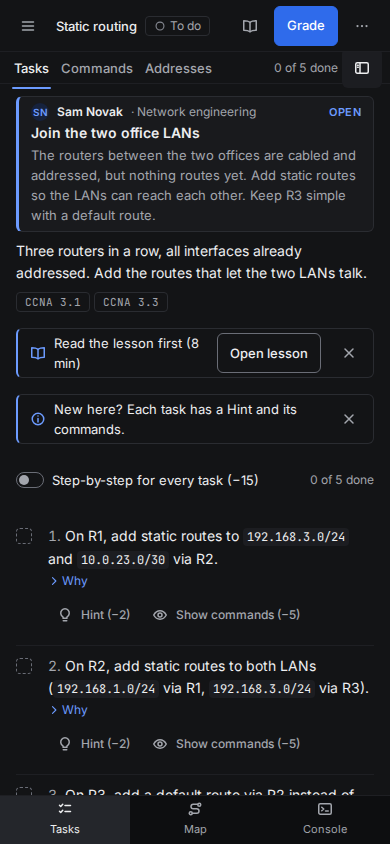 Static routing
To do
Grade
Tasks
Commands
Addresses
0 of 5 done
SN
Sam Novak
· Network engineering
OPEN
Join the two office LANs
The routers between the two offices are cabled and
addressed, but nothing routes yet. Add static routes
so the LANs can reach each other. Keep R3 simple
with a default route.
Three routers in a row, all interfaces already
addressed. Add the routes that let the two LANs talk.
CCNA 3.1
CCNA 3.3
Read the lesson first (8
min)
Open lesson
New here? Each task has a Hint and its
commands.
Step-by-step for every task (−15)
0 of 5 done
1. On R1, add static routes to 192.168.3.0/24
and 10.0.23.0/30 via R2.
Why
Hint (−2)
Show commands (−5)
2. On R2, add static routes to both LANs
(192.168.1.0/24 via R1, 192.168.3.0/24 via R3).
Why
Hint (−2)
Show commands (−5)
3. On R3, add a default route via R2 instead of
Tasks
Map
Console